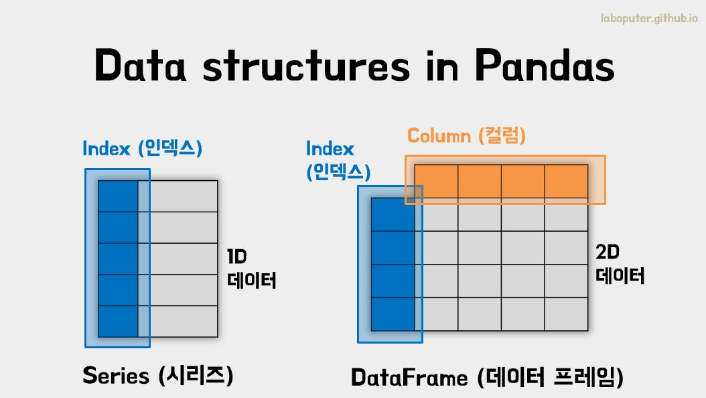 laboputer.github.io
Data structures in Pandas
Index (인덱스)
1D
데이터
Series (시리즈)
Index
(인덱스)
Column (컬럼)
2D
데이터
DataFrame (데이터 프레임)